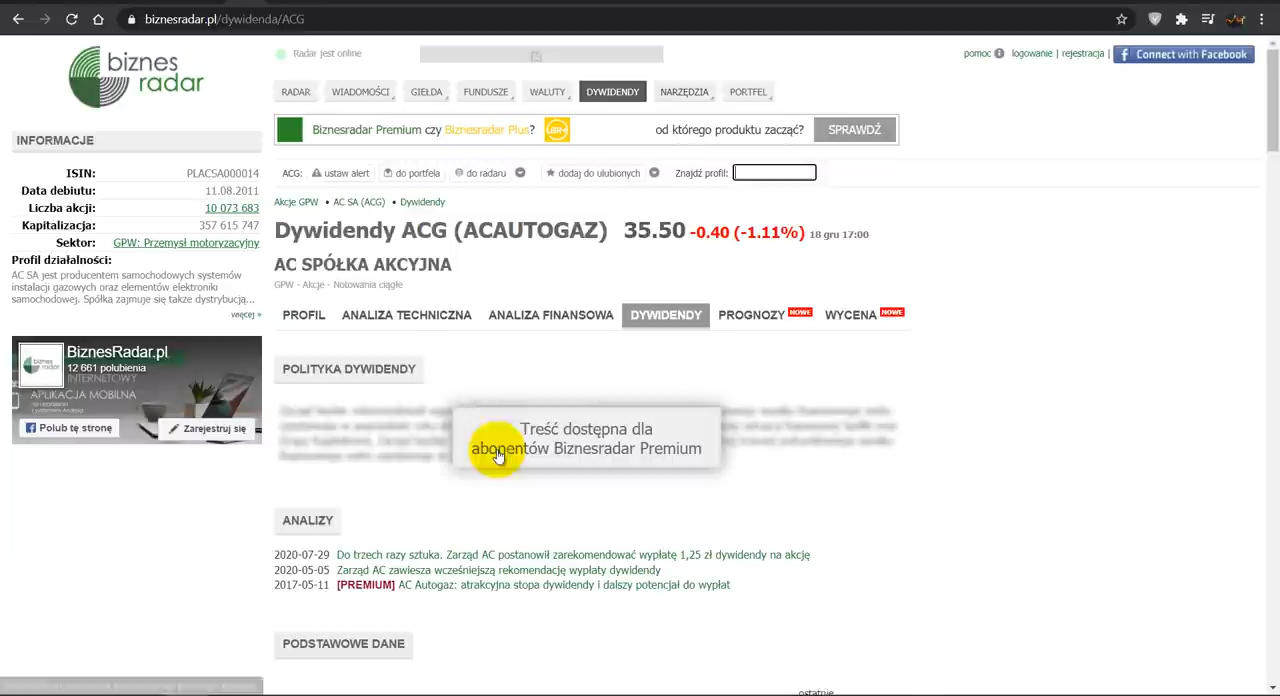 biznesradar.pl/dywidenda/ACG
biznes
radar
Radar jest online
pomoc
logowanie | rejestracja |
Connect with Facebook
RADAR
WIADOMOŚCI
GIEŁDA
FUNDUSZE
WALUTY
DYWIDENDY
NARZĘDZIA
PORTFEL
Biznesradar Premium czy Biznesradar Plus?
od którego produktu zacząć?
SPRAWDŹ
INFORMACJE
ISIN: PLACSA000014
Data debiutu: 11.08.2011
Liczba akcji: 10 073 683
Kapitalizacja: 357 615 747
Sektor: GPW: Przemysł motoryzacyjny
Profil działalności:
AC SA jest producentem samochodowych systemów
instalacji gazowych oraz elementów elektroniki
samochodowej. Spółka zajmuje się także dystrybucją...
więcej »
BiznesRadar.pl
12 661 polubienia
INTERNETOWY
APLIKACJA MOBILNA
Polub tę stronę
Zarejestruj się
ACG:
ustaw alert
do portfela
do radaru
dodaj do ulubionych
Znajdź profil:
Akcje GPW • AC SA (ACG) • Dywidendy
Dywidendy ACG (ACAUTOGAZ) 35.50 -0.40 (-1.11%) 18 gru 17:00
AC SPÓŁKA AKCYJNA
GPW - Akcje - Notowania ciągłe
PROFIL
ANALIZA TECHNICZNA
ANALIZA FINANSOWA
DYWIDENDY
PROGNOZY NOWE
WYCENA NOWE
POLITYKA DYWIDENDY
Treść dostępna dla
abonentów Biznesradar Premium
ANALIZY
2020-07-29 Do trzech razy sztuka. Zarząd AC postanowił zarekomendować wypłatę 1,25 zł dywidendy na akcję
2020-05-05 Zarząd AC zawiesza wcześniejszą rekomendację wypłaty dywidendy
2017-05-11 [PREMIUM] AC Autogaz: atrakcyjna stopa dywidendy i dalszy potencjał do wypłat
PODSTAWOWE DANE
ostatnie